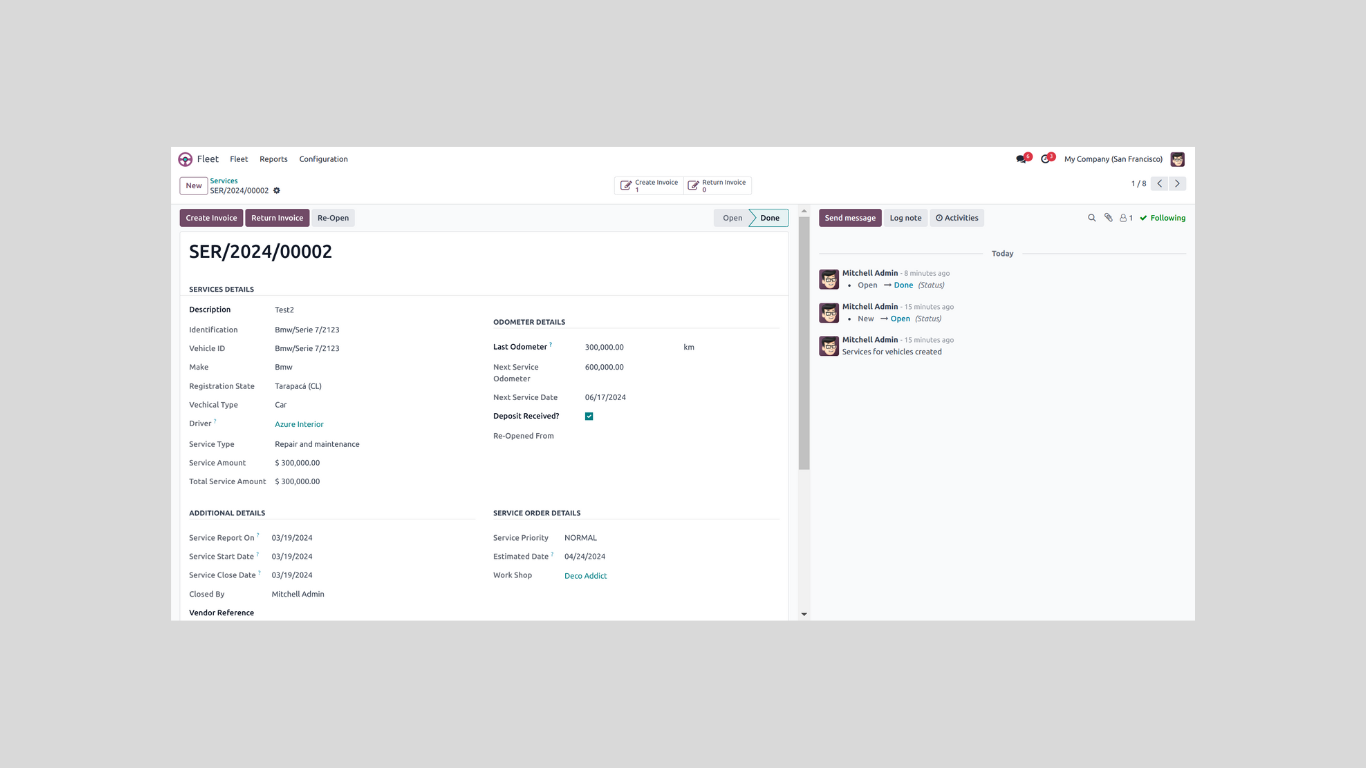 Fleet Fleet Reports Configuration
6 3 My Company (San Francisco)
New
Services
SER/2024/00002
Create Invoice
1
Return Invoice
0
1 / 8
Create Invoice Return Invoice Re-Open
Open Done
SER/2024/00002
SERVICES DETAILS
Description Test2
Identification Bmw/Serie 7/2123
Vehicle ID Bmw/Serie 7/2123
Make Bmw
Registration State Tarapacá (CL)
Vechical Type Car
Driver ? Azure Interior
Service Type Repair and maintenance
Service Amount $ 300,000.00
Total Service Amount $ 300,000.00
ODOMETER DETAILS
Last Odometer ? 300,000.00 km
Next Service
Odometer
600,000.00
Next Service Date 06/17/2024
Deposit Received?
Re-Opened From
ADDITIONAL DETAILS
Service Report On ? 03/19/2024
Service Start Date ? 03/19/2024
Service Close Date ? 03/19/2024
Closed By Mitchell Admin
Vendor Reference
SERVICE ORDER DETAILS
Service Priority NORMAL
Estimated Date ? 04/24/2024
Work Shop Deco Addict
Send message Log note Activities
1 Following
Today
Mitchell Admin - 8 minutes ago
• Open → Done (Status)
Mitchell Admin - 15 minutes ago
• New → Open (Status)
Mitchell Admin - 15 minutes ago
Services for vehicles created